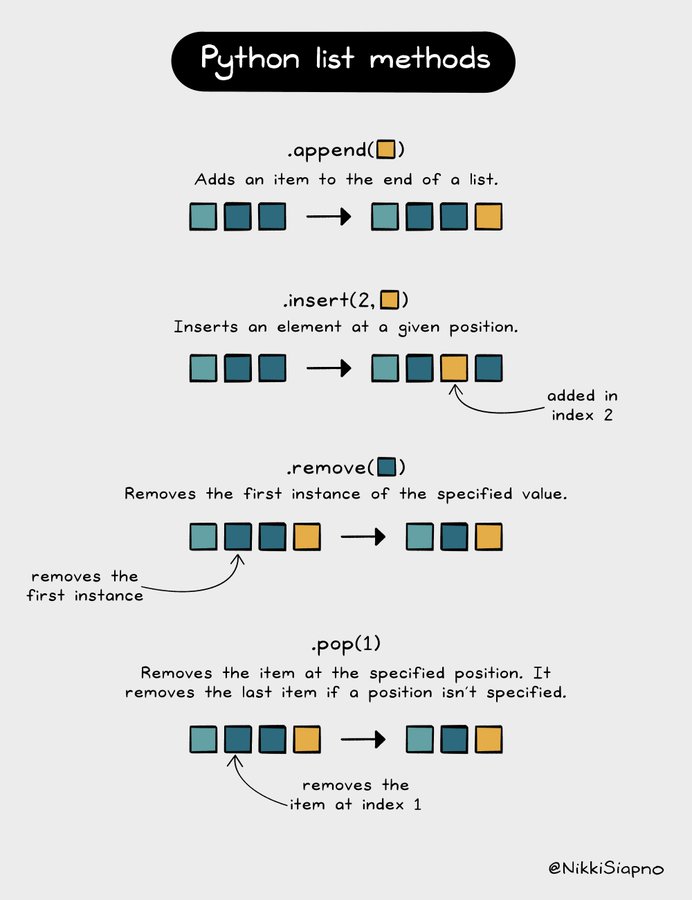 Python list methods
.append( )
Adds an item to the end of a list.
.insert(2, )
Inserts an element at a given position.
added in
index 2
.remove( )
Removes the first instance of the specified value.
removes the
first instance
.pop(1)
Removes the item at the specified position. It
removes the last item if a position isn't specified.
removes the
item at index 1
@NikkiSiapno